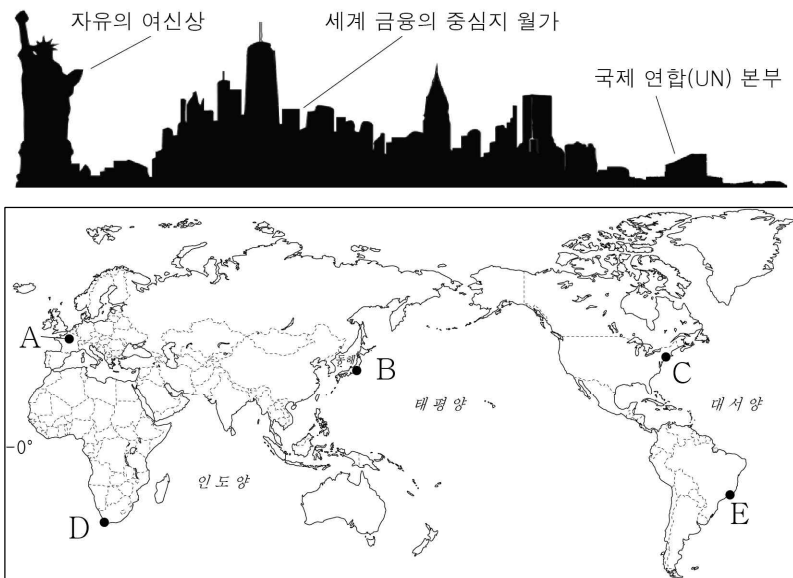 자유의 여신상
세계 금융의 중심지 월가
국제 연합(UN) 본부
A
동해
B
C
태평양
대서양
0°
인도양
D
E